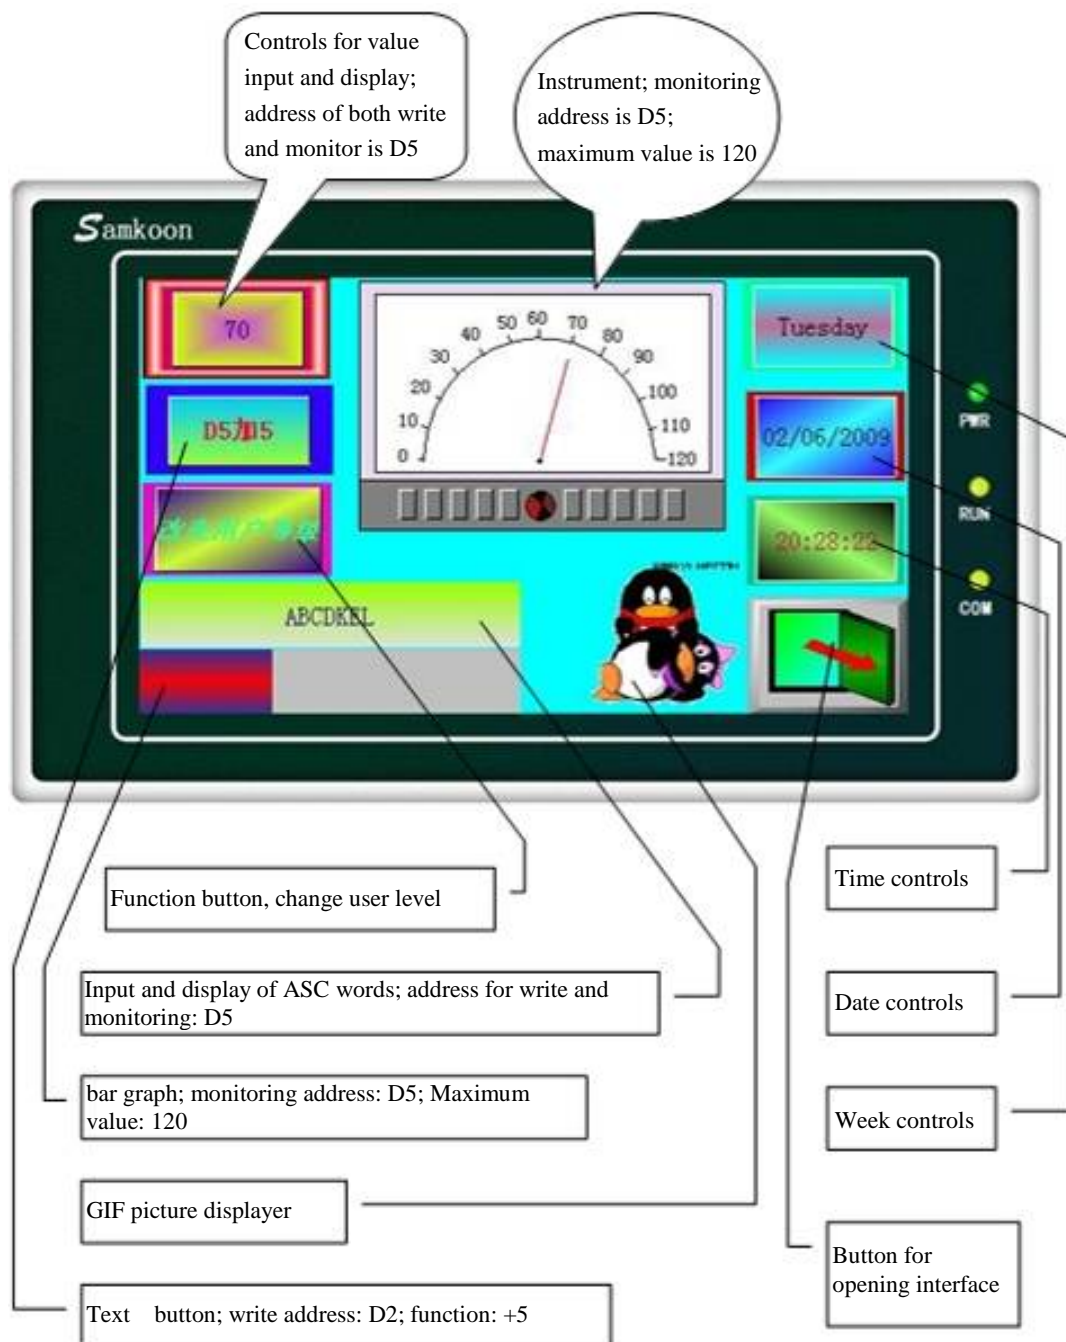 Controls for value
input and display;
address of both write
and monitor is D5
Instrument; monitoring
address is D5;
maximum value is 120
Samkoon
70
0
10
20
30
40
50
60
70
80
90
100
110
120
Tuesday
D5加5
02/06/2009
20:28:22
ABCDKEL
PWR
RUN
COM
Function button, change user level
Time controls
Input and display of ASC words; address for write and
monitoring: D5
Date controls
bar graph; monitoring address: D5; Maximum
value: 120
Week controls
GIF picture displayer
Button for
opening interface
Text button; write address: D2; function: +5